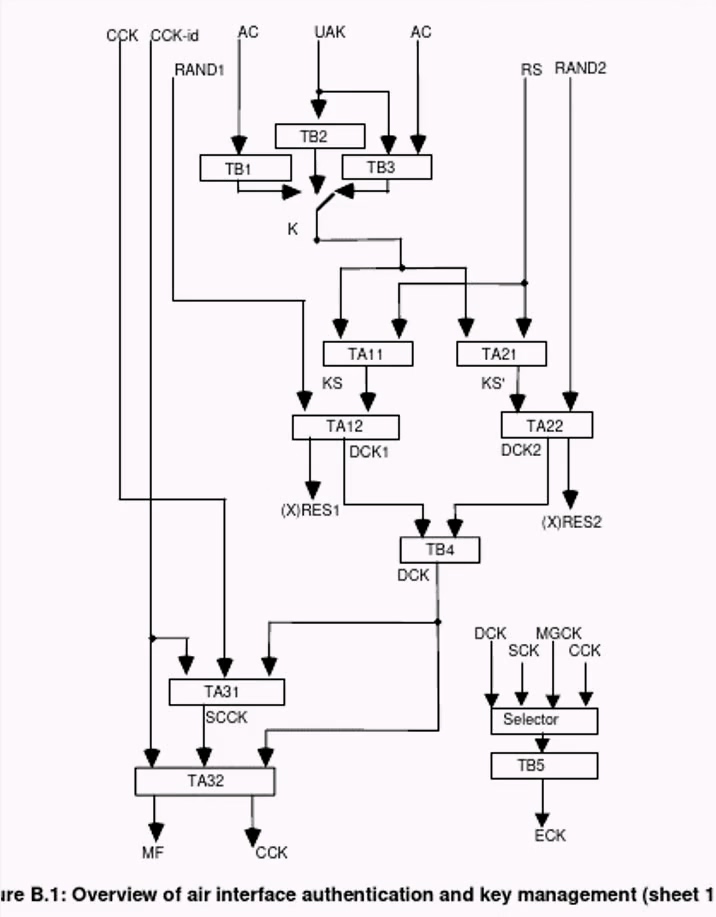 CCK CCK-id AC UAK AC
RAND1 RS RAND2
TB2
TB1 TB3
K
TA11 TA21
KS KS'
TA12 TA22
DCK1 DCK2
(X)RES1 (X)RES2
TB4
DCK
DCK MGCK
SCK CCK
TA31
SCCK Selector
TA32 TB5
MF CCK ECK
ure B.1: Overview of air interface authentication and key management (sheet 1